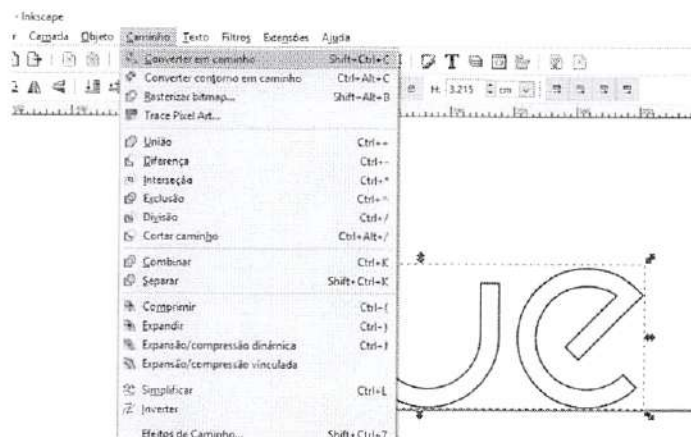 - Inkscape
r Camada Objeto Caminho Texto Filtros Extensões Ajuda
Converter em caminho Shift+Ctrl+C
Converter contorno em caminho Ctrl+Alt+C
H: 3.215 cm
Rasterizar bitmap... Shift+Alt+B
Trace Pixel Art...
União Ctrl++
Diferença Ctrl+-
Interseção Ctrl+*
Exclusão Ctrl+^
Divisão Ctrl+/
Cortar caminho Ctrl+Alt+/
Combinar Ctrl+K
Separar Shift+Ctrl+K
Comprimir Ctrl+(
Expandir Ctrl+)
Expansão/compressão dinâmica Ctrl+J
Expansão/compressão vinculada
Simplificar Ctrl+L
Inverter
Efeitos de Caminho... Shift+Ctrl+7
ue